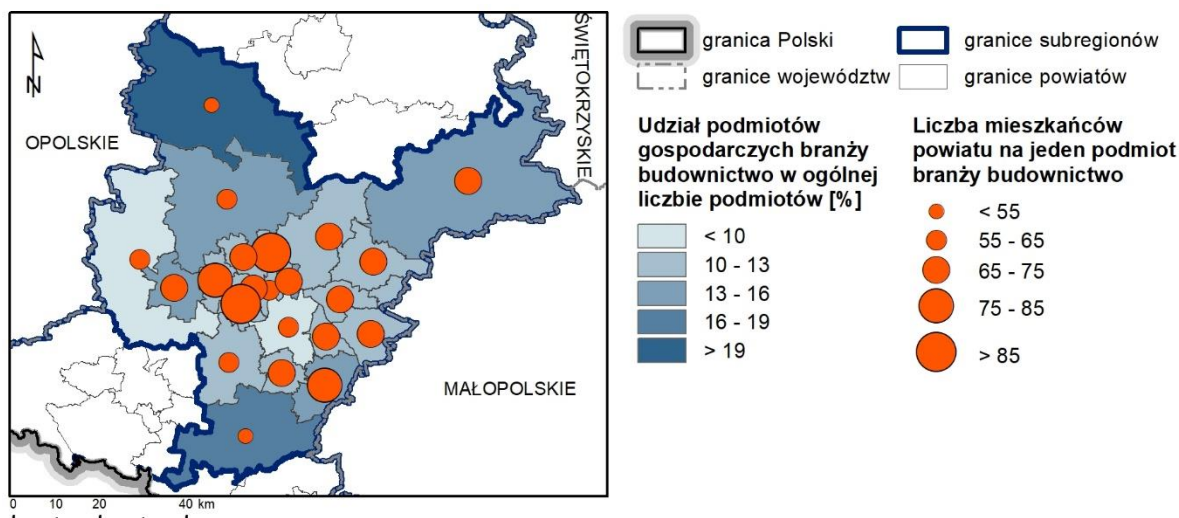 N
OPOLSKIE
ŚWIĘTOKRZYSKIE
MAŁOPOLSKIE
0 10 20 40 km
granica Polski
granice województw
granice subregionów
granice powiatów
Udział podmiotów
gospodarczych branży
budownictwo w ogólnej
liczbie podmiotów [%]
< 10
10 - 13
13 - 16
16 - 19
> 19
Liczba mieszkańców
powiatu na jeden podmiot
branży budownictwo
< 55
55 - 65
65 - 75
75 - 85
> 85